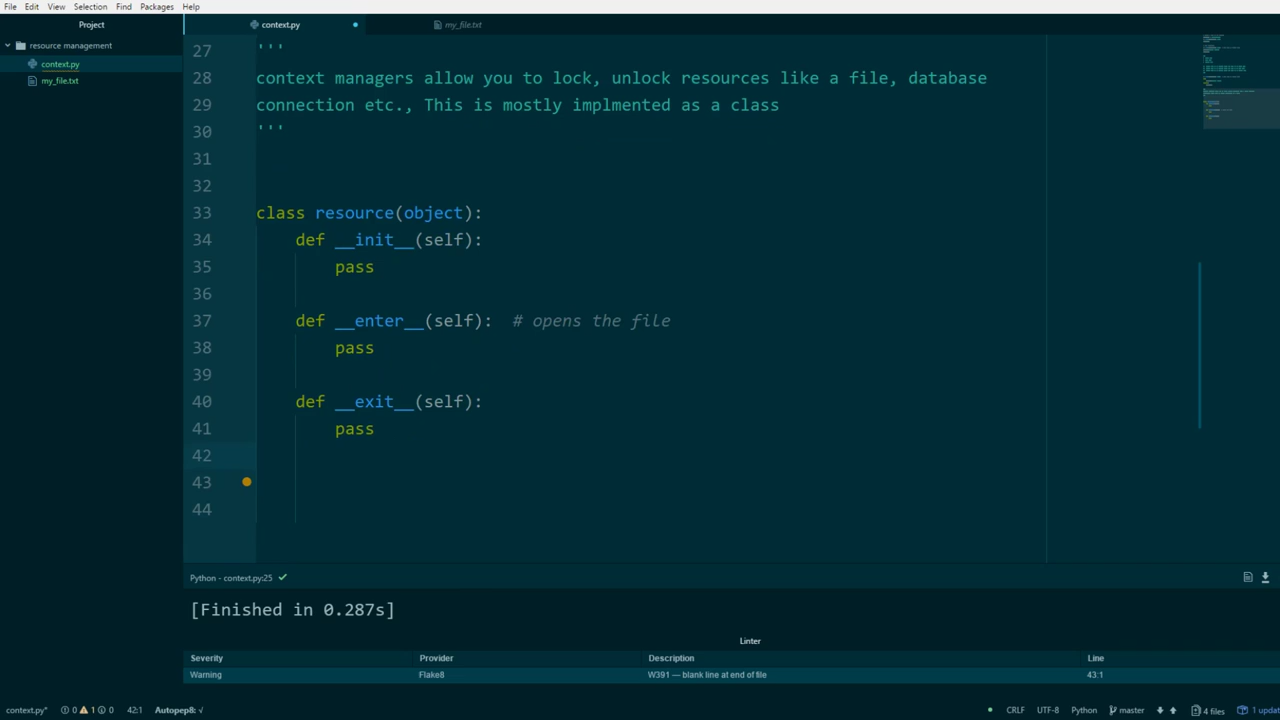 File Edit View Selection Find Packages Help
Project
context.py
my_file.txt
resource management
context.py
my_file.txt
27 '''
28 context managers allow you to lock, unlock resources like a file, database
29 connection etc., This is mostly implmented as a class
30 '''
31
32
33 class resource(object):
34 def __init__(self):
35 pass
36
37 def __enter__(self):  # opens the file
38 pass
39
40 def __exit__(self):
41 pass
42
43
44
Python - context.py:25
[Finished in 0.287s]
Linter
Severity Provider Description Line
Warning Flake8 W391 — blank line at end of file 43:1
context.py* 0 1 0 42:1 Autopep8: √ CRLF UTF-8 Python master 4 files 1 updat